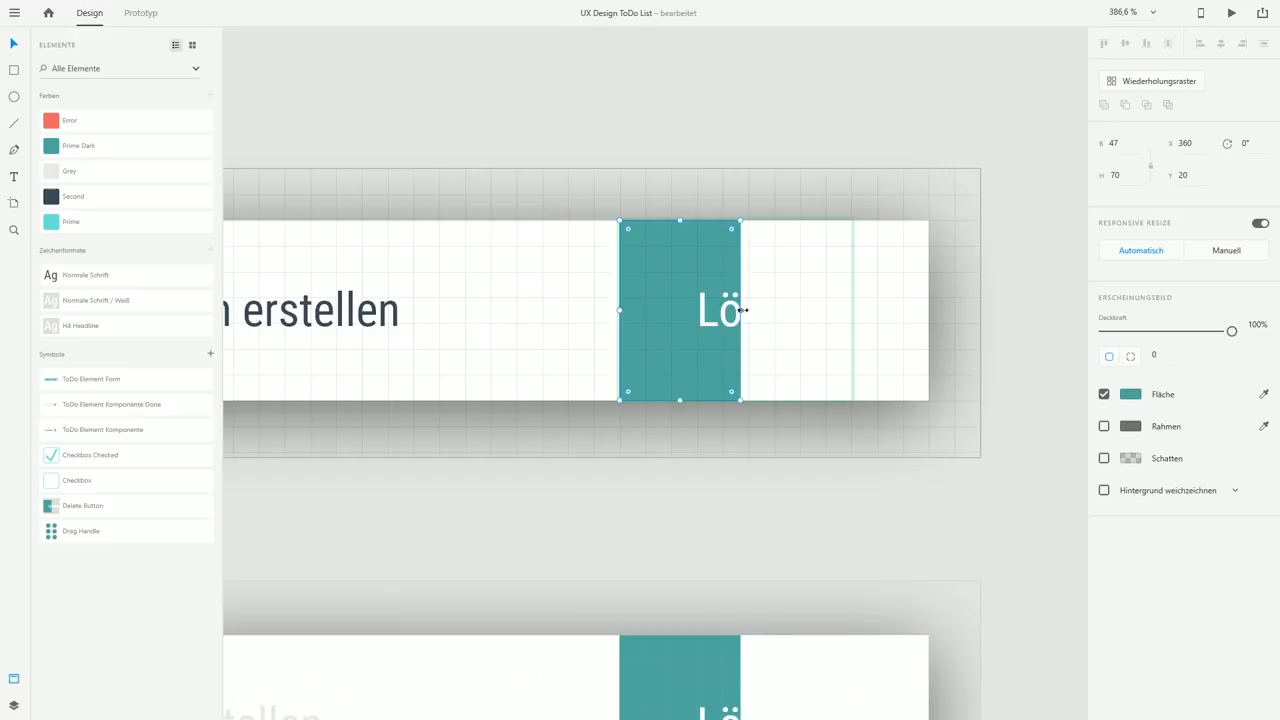 Design
Prototyp
UX Design ToDo List – bearbeitet
386,6 %
ELEMENTE
Alle Elemente
Farben
Error
Prime Dark
Grey
Second
Prime
Zeichenformate
Ag Normale Schrift
Ag Normale Schrift / Weiß
Ag H4 Headline
Symbole
ToDo Element Form
ToDo Element Komponente Done
ToDo Element Komponente
Checkbox Checked
Checkbox
Delete Button
Drag Handle
n erstellen
Lö
stellen
Lö
Wiederholungsraster
B 47 X 360 0°
H 70 Y 20
RESPONSIVE RESIZE
Automatisch Manuell
ERSCHEINUNGSBILD
Deckkraft
100%
0
Fläche
Rahmen
Schatten
Hintergrund weichzeichnen